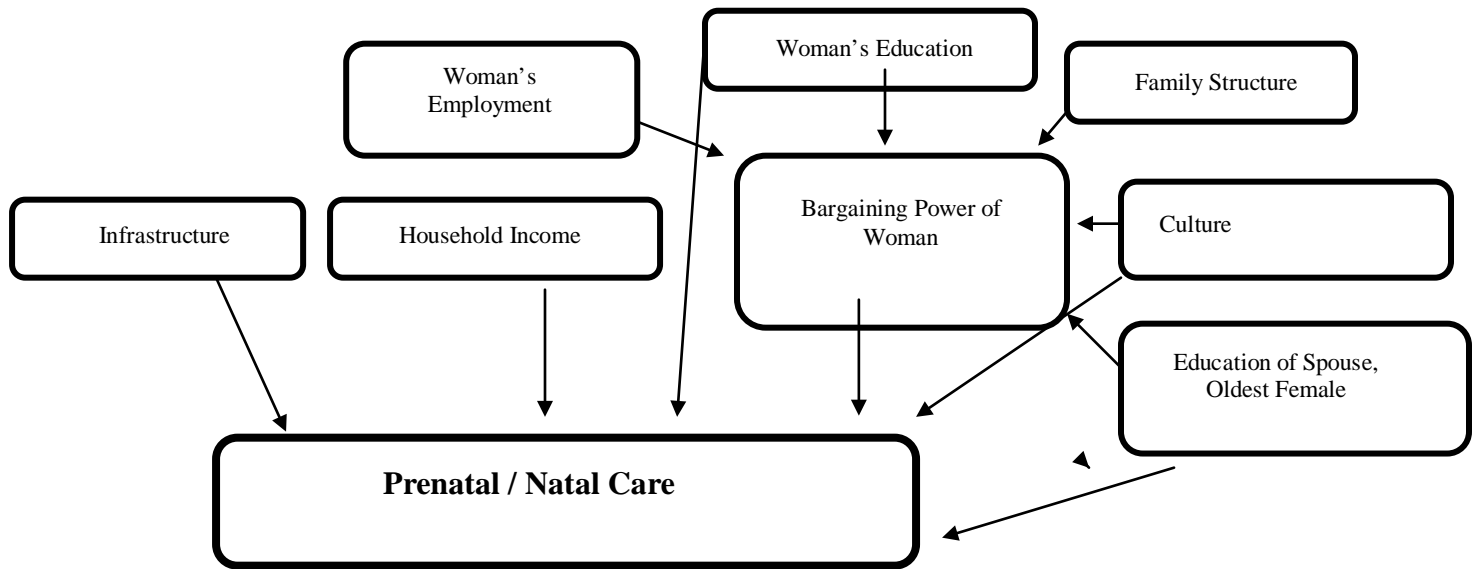 Woman’s Education
Woman’s
Employment
Family Structure
Bargaining Power of
Woman
Infrastructure
Household Income
Culture
Education of Spouse,
Oldest Female
Prenatal / Natal Care